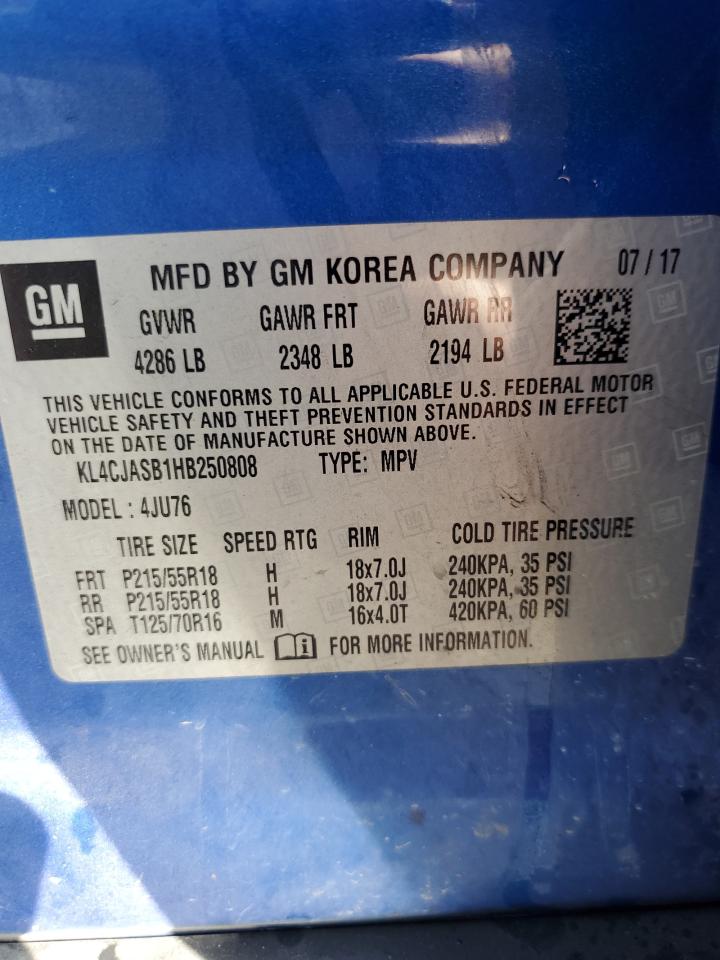 GM
MFD BY GM KOREA COMPANY 07 / 17
GVWR GAWR FRT GAWR RR
4286 LB 2348 LB 2194 LB
THIS VEHICLE CONFORMS TO ALL APPLICABLE U.S. FEDERAL MOTOR
VEHICLE SAFETY AND THEFT PREVENTION STANDARDS IN EFFECT
ON THE DATE OF MANUFACTURE SHOWN ABOVE.
KL4CJASB1HB250808 TYPE: MPV
MODEL : 4JU76
TIRE SIZE SPEED RTG RIM COLD TIRE PRESSURE
FRT P215/55R18 H 18x7.0J 240KPA, 35 PSI
RR P215/55R18 H 18x7.0J 240KPA, 35 PSI
SPA T125/70R16 M 16x4.0T 420KPA, 60 PSI
SEE OWNER'S MANUAL i FOR MORE INFORMATION.